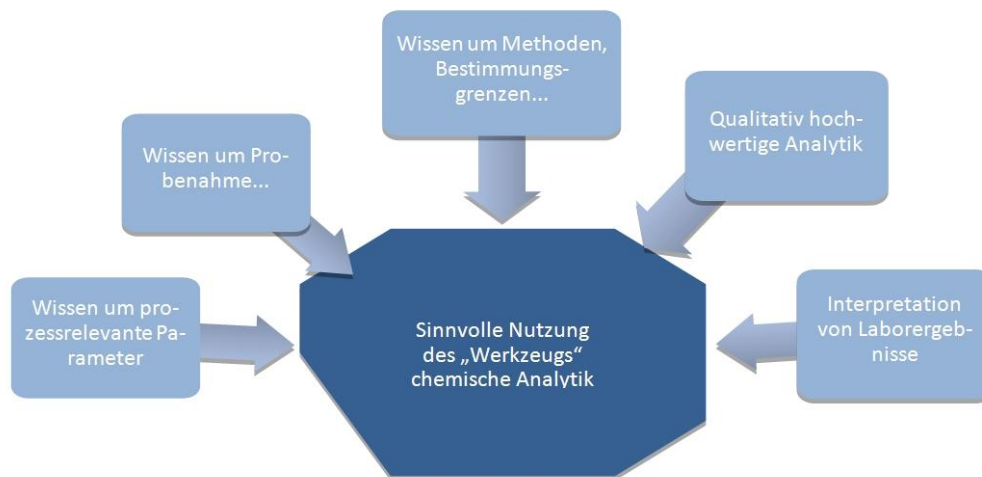 Wissen um Methoden,
Bestimmungs-
grenzen...
Qualitativ hoch-
wertige Analytik
Wissen um Pro-
benahme...
Wissen um pro-
zessrelevante Pa-
rameter
Sinnvolle Nutzung
des „Werkzeugs“
chemische Analytik
Interpretation
von Laborergeb-
nisse